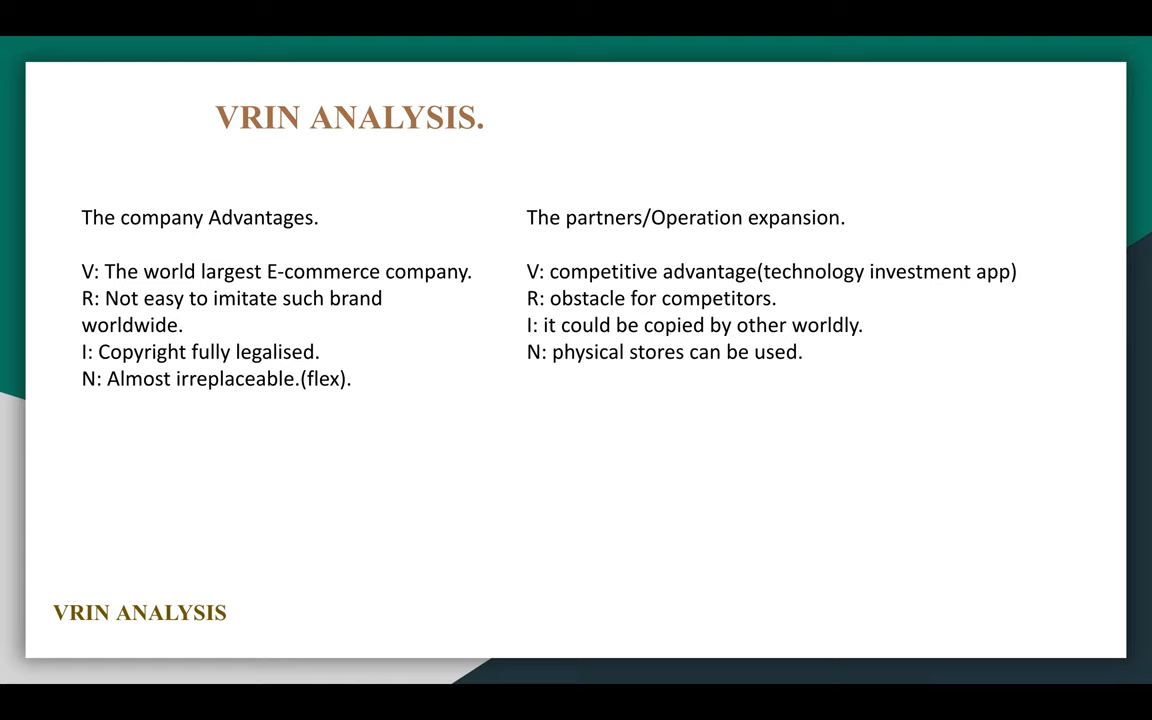 VRIN ANALYSIS.
The company Advantages.
V: The world largest E-commerce company.
R: Not easy to imitate such brand
worldwide.
I: Copyright fully legalised.
N: Almost irreplaceable.(flex).
The partners/Operation expansion.
V: competitive advantage(technology investment app)
R: obstacle for competitors.
I: it could be copied by other worldly.
N: physical stores can be used.
VRIN ANALYSIS